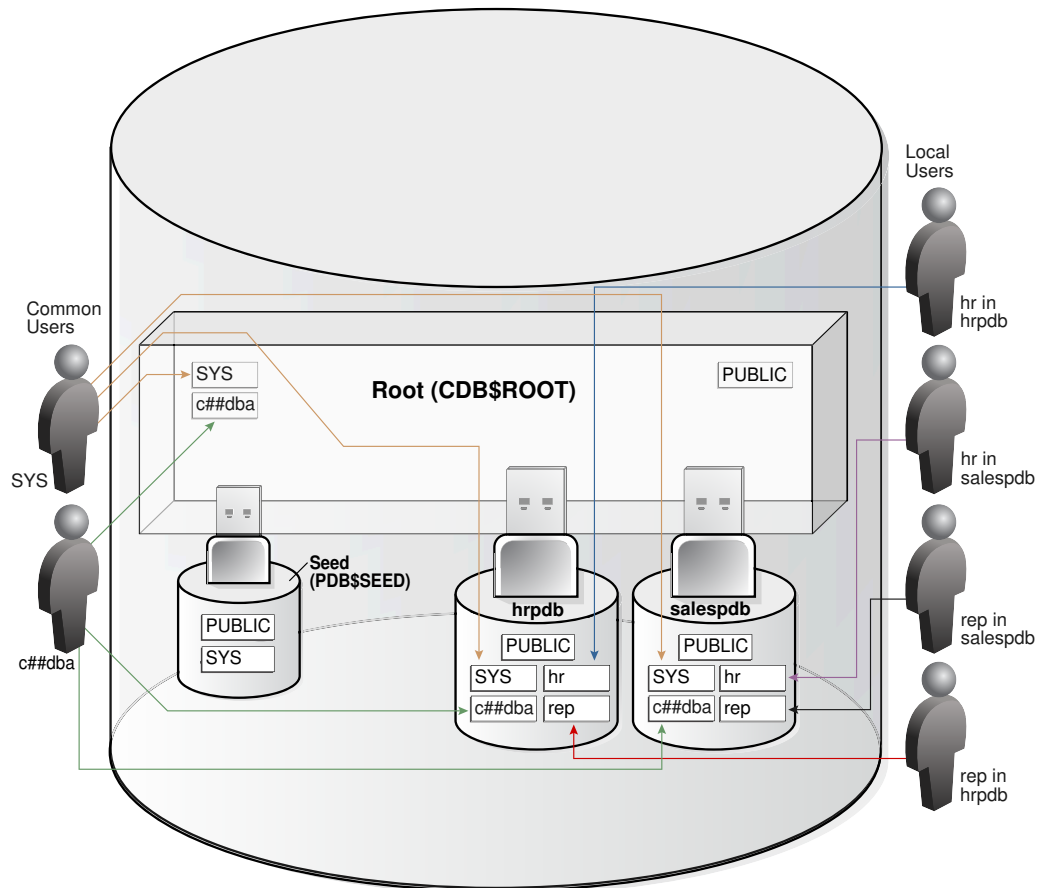 Local
Users
hr in
hrpdb
Common
Users
SYS
SYS
c##dba
Root (CDB$ROOT)
PUBLIC
hr in
salespdb
c##dba
Seed
(PDB$SEED)
PUBLIC
SYS
hrpdb
PUBLIC
SYS
hr
c##dba
rep
salespdb
PUBLIC
SYS
hr
c##dba
rep
rep in
salespdb
rep in
hrpdb